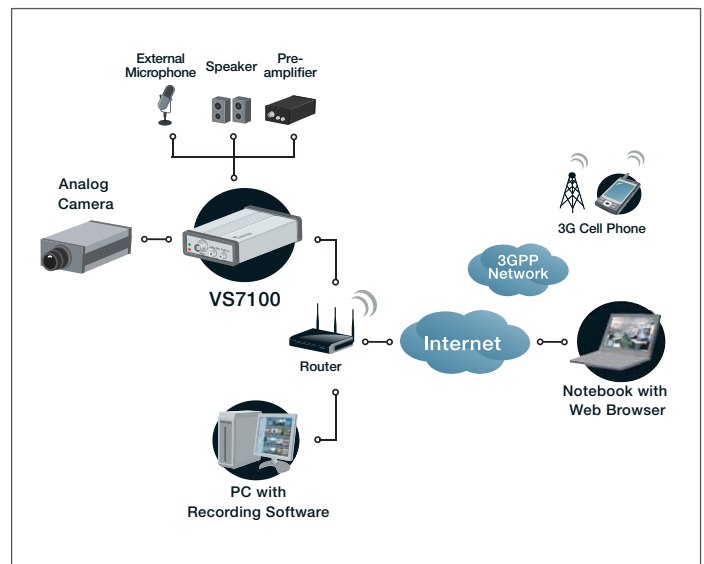 External
Microphone
Speaker
Pre-
amplifier
Analog
Camera
VS7100
3G Cell Phone
3GPP
Network
Internet
Router
Notebook with
Web Browser
PC with
Recording Software